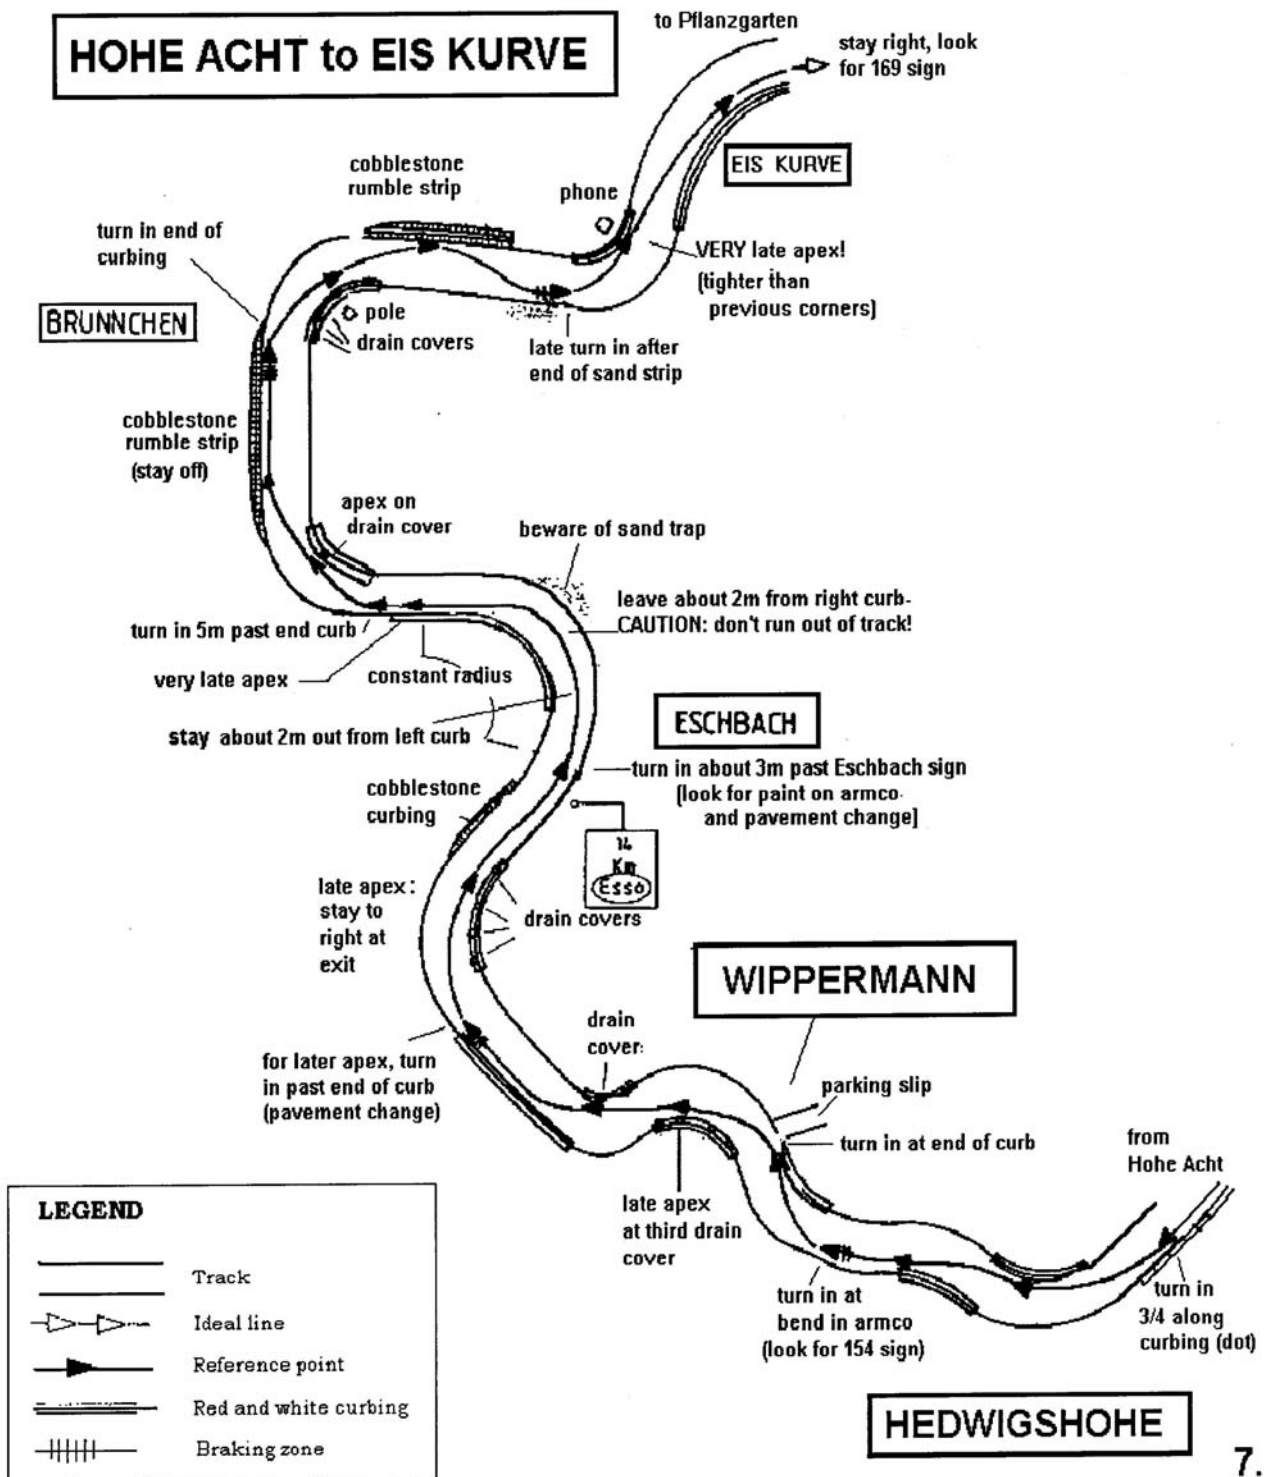 HOHE ACHT to EIS KURVE
to Pflanzgarten
stay right, look
for 169 sign
EIS KURVE
cobblestone
rumble strip
phone
turn in end of
curbing
VERY late apex!
(tighter than
previous corners)
BRUNNCHEN
pole
drain covers
late turn in after
end of sand strip
cobblestone
rumble strip
(stay off)
apex on
drain cover
beware of sand trap
leave about 2m from right curb-
CAUTION: don't run out of track!
turn in 5m past end curb
very late apex
constant radius
stay about 2m out from left curb
ESCHBACH
turn in about 3m past Eschbach sign
(look for paint on armco
and pavement change)
cobblestone
curbing
14
Km
Esso
late apex:
stay to
right at
exit
drain covers
WIPPERMANN
drain
cover:
for later apex, turn
in past end of curb
(pavement change)
parking slip
turn in at end of curb
from
Hohe Acht
late apex
at third drain
cover
turn in at
bend in armco
(look for 154 sign)
turn in
3/4 along
curbing (dot)
LEGEND
Track
Ideal line
Reference point
Red and white curbing
Braking zone
HEDWIGSHOHE
7.